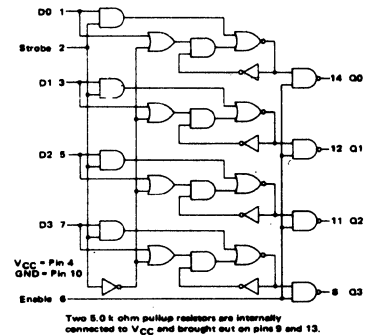 D0 1
Strobe 2
14 Q0
D1 3
12 Q1
D2 5
11 Q2
D3 7
VCC = Pin 4
GND = Pin 10
8 Q3
Enable 6
Two 5.0 k ohm pullup resistors are internally
connected to VCC and brought out on pins 9 and 13.